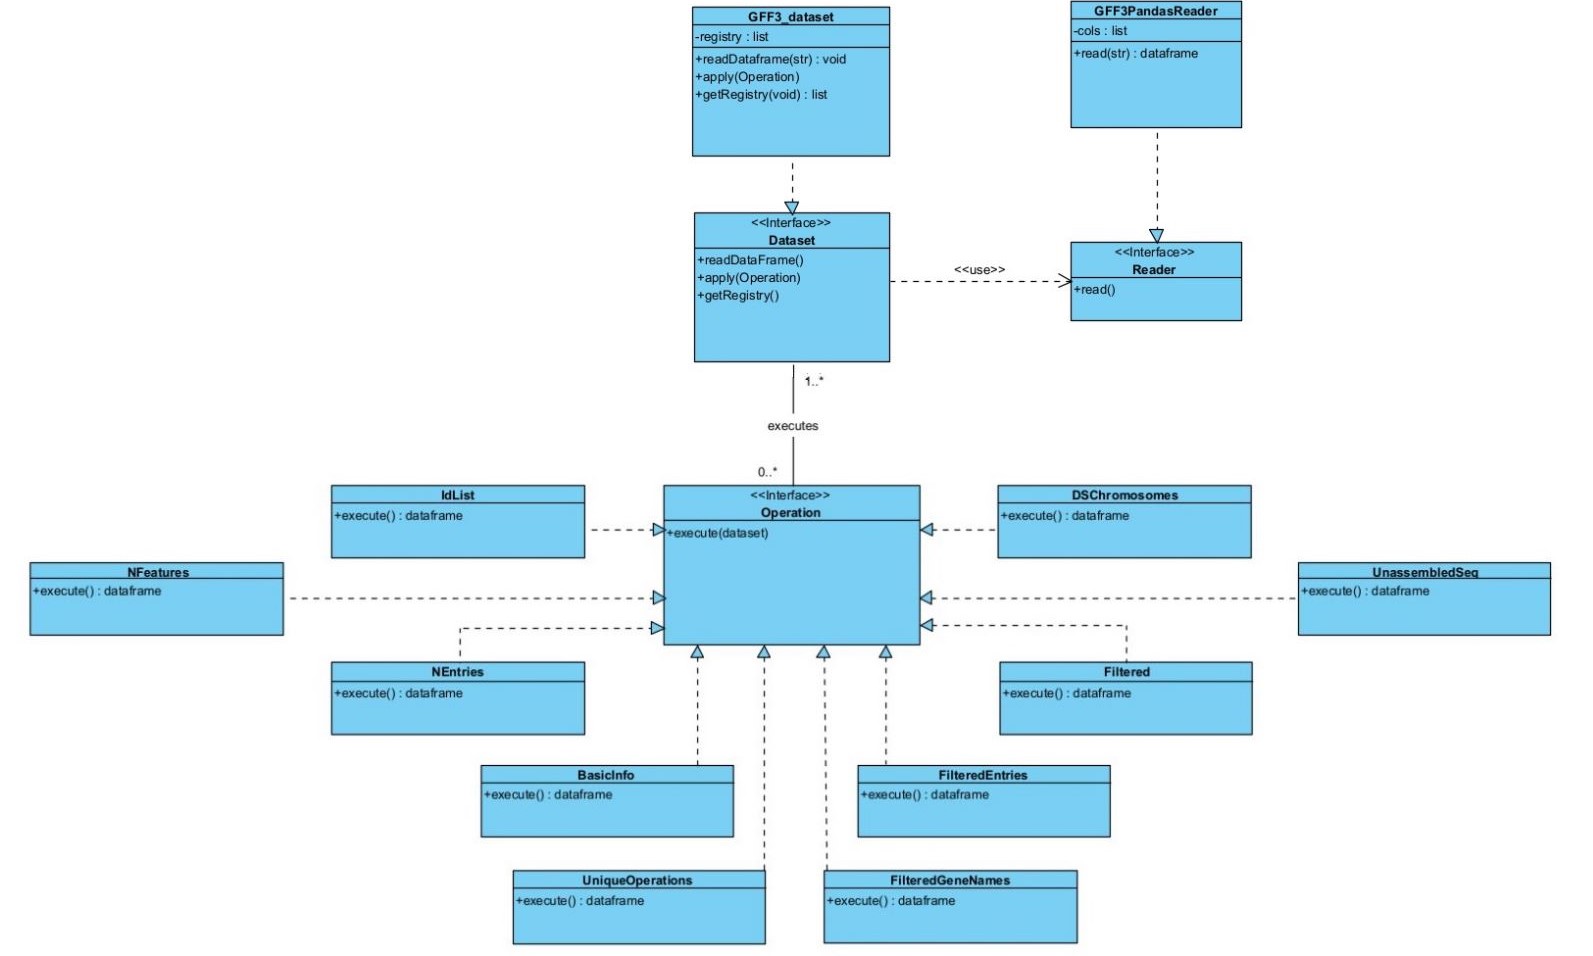 GFF3_dataset
-registry : list
+readDataframe(str) : void
+apply(Operation)
+getRegistry(void) : list
GFF3PandasReader
-cols : list
+read(str) : dataframe
<<Interface>>
Dataset
+readDataFrame()
+apply(Operation)
+getRegistry()
<<use>>
<<Interface>>
Reader
+read()
1..*
executes
0..*
IdList
+execute() : dataframe
<<Interface>>
Operation
+execute(dataset)
DSChromosomes
+execute() : dataframe
NFeatures
+execute() : dataframe
UnassembledSeq
+execute() : dataframe
NEntries
+execute() : dataframe
Filtered
+execute() : dataframe
BasicInfo
+execute() : dataframe
FilteredEntries
+execute() : dataframe
UniqueOperations
+execute() : dataframe
FilteredGeneNames
+execute() : dataframe